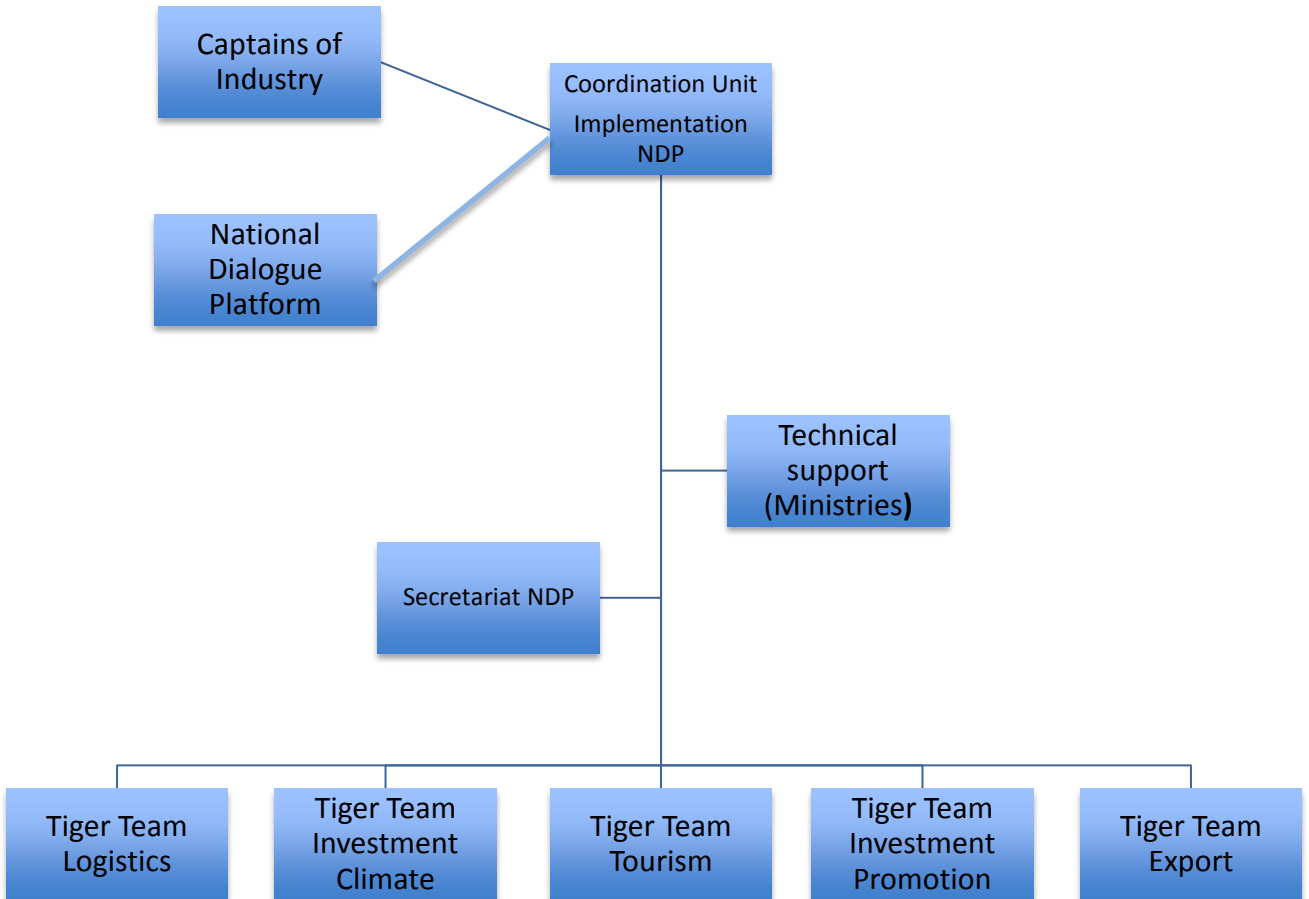 Captains of
Industry
Coordination Unit
Implementation
NDP
National
Dialogue
Platform
Technical
support
(Ministries)
Secretariat NDP
Tiger Team
Logistics
Tiger Team
Investment
Climate
Tiger Team
Tourism
Tiger Team
Investment
Promotion
Tiger Team
Export